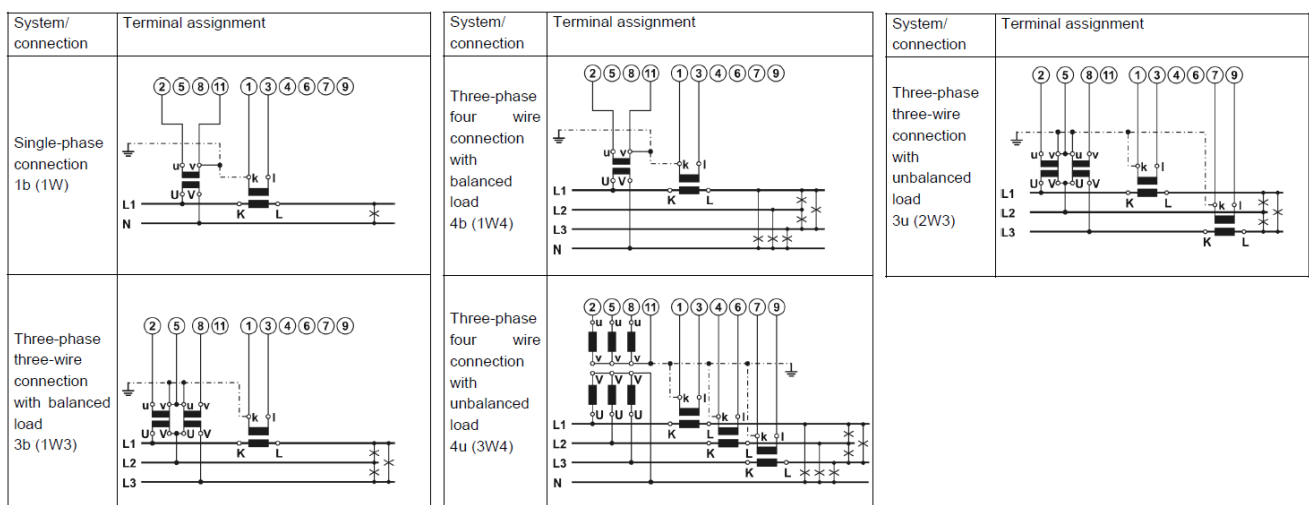 System/
connection
Terminal assignment
Single-phase
connection
1b (1W)
2 5 8 11 1 3 4 6 7 9
u v
k l
U V
L1
K L
N
Three-phase
three-wire
connection
with balanced
load
3b (1W3)
2 5 8 11 1 3 4 6 7 9
u v u v
k l
U V U V
L1
K L
L2
L3
System/
connection
Terminal assignment
Three-phase
four wire
connection
with
balanced
load
4b (1W4)
2 5 8 11 1 3 4 6 7 9
u v
k l
U V
L1
K L
L2
L3
N
Three-phase
four wire
connection
with
unbalanced
load
4u (3W4)
2 5 8 11 1 3 4 6 7 9
u u u
v v v
V V V
k l
U U U
k l
L1
K L
k l
L2
K L
L3
K L
N
System/
connection
Terminal assignment
Three-phase
three-wire
connection
with
unbalanced
load
3u (2W3)
2 5 8 11 1 3 4 6 7 9
u v u v
k l
U V U V
L1
K L
k l
L2
L3
K L